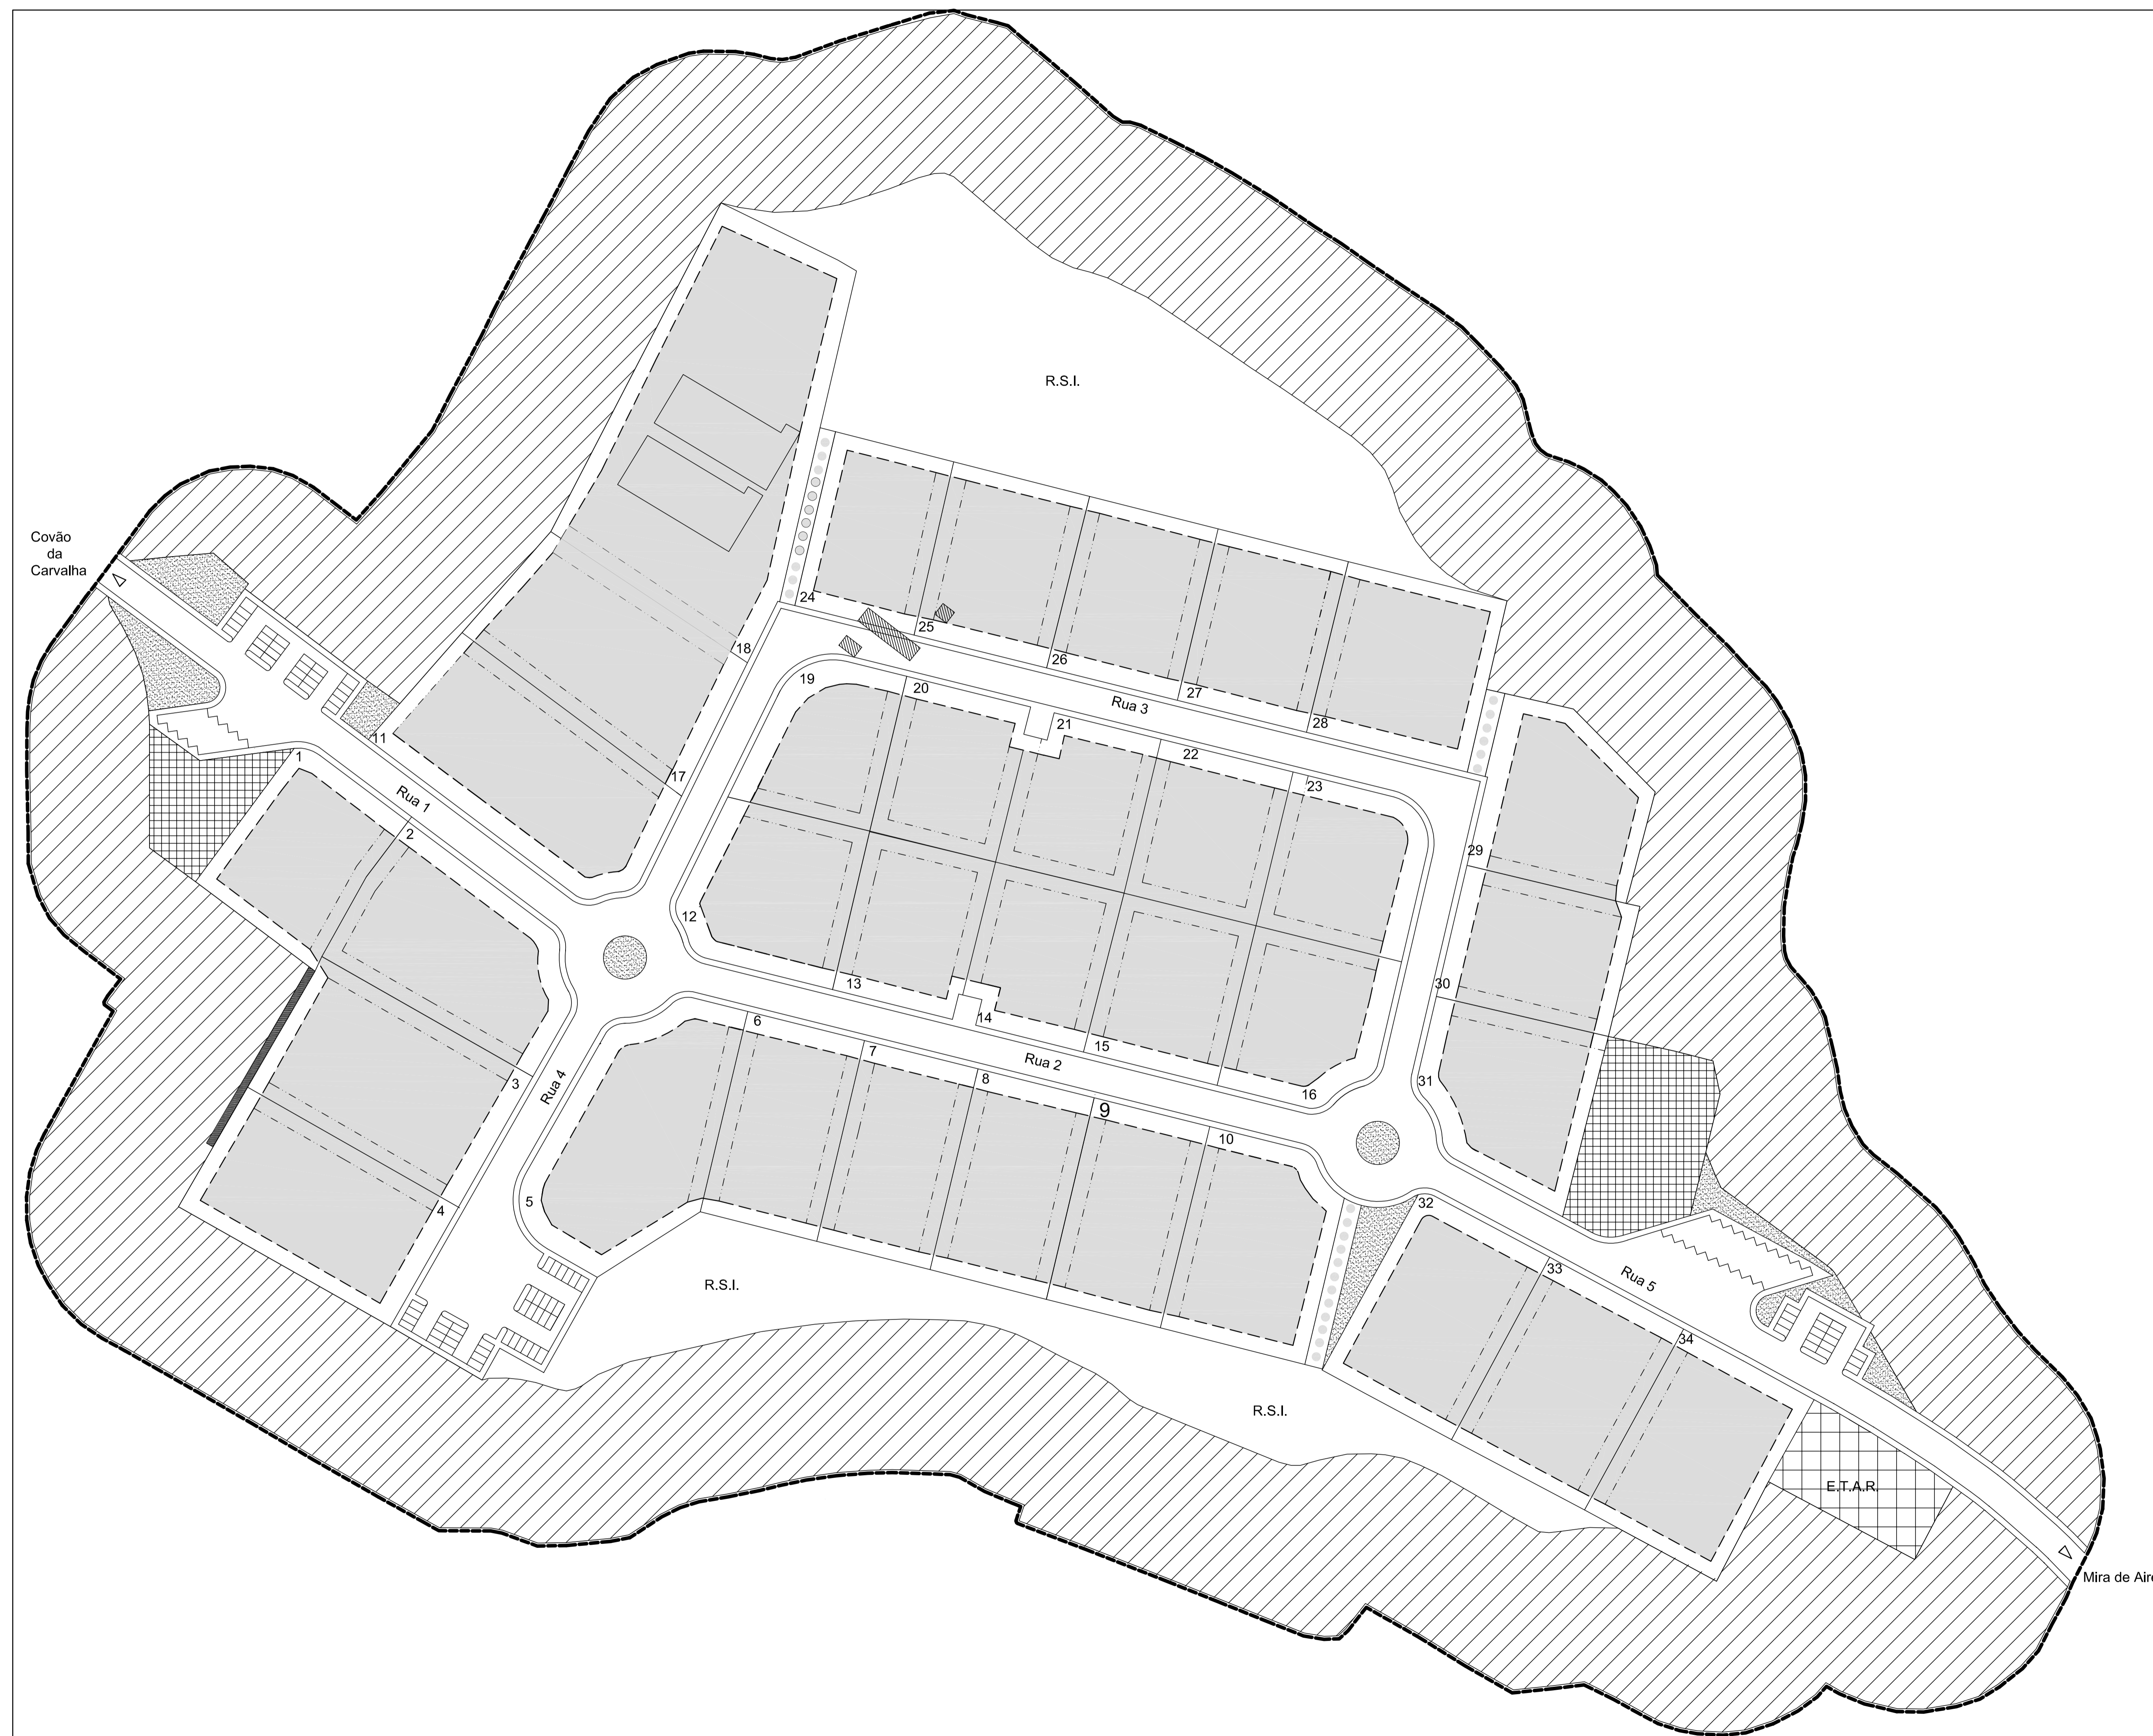 R.S.I.
Covão
da
Carvalha
24
25
18
26
19
20
27
Rua 3
21
28
11
22
1
17
23
Rua 1
2
29
12
13
30
14
6
15
7
Rua 2
8
31
3
Rua 4
16
9
10
5
32
4
33
Rua 5
R.S.I.
34
R.S.I.
E.T.A.R.
Mira de Aire